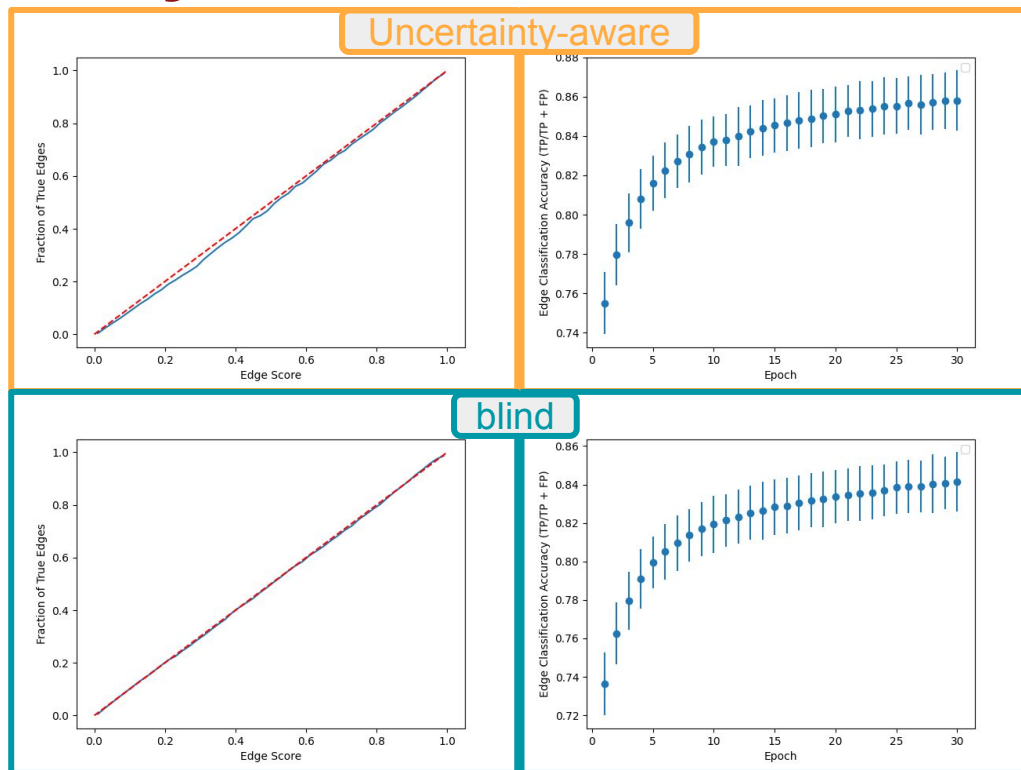 Uncertainty-aware
Fraction of True Edges
1.0
0.8
0.6
0.4
0.2
0.0
0.0 0.2 0.4 0.6 0.8 1.0
Edge Score
Edge Classification Accuracy (TP/TP + FP)
0.88
0.86
0.84
0.82
0.80
0.78
0.76
0.74
0 5 10 15 20 25 30
Epoch
blind
Fraction of True Edges
1.0
0.8
0.6
0.4
0.2
0.0
0.0 0.2 0.4 0.6 0.8 1.0
Edge Score
Edge Classification Accuracy (TP/TP + FP)
0.86
0.84
0.82
0.80
0.78
0.76
0.74
0.72
0 5 10 15 20 25 30
Epoch